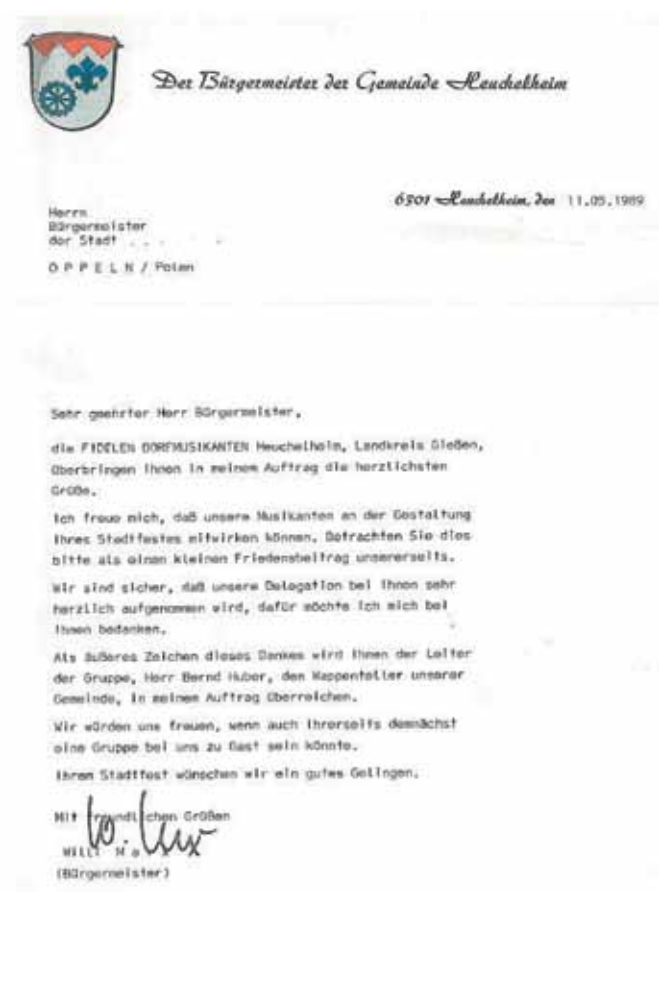 Der Bürgermeister der Gemeinde Heuchelheim
6301 Heuchelheim, den 11.05.1989
Herrn
Bürgermeister
der Stadt . . .
O P P E L N / Polen
Sehr geehrter Herr Bürgermeister,
die FIDELEN DORFMUSIKANTEN Heuchelheim, Landkreis Gießen,
überbringen Ihnen in meinem Auftrag die herzlichsten
Grüße.
Ich freue mich, daß unsere Musikanten an der Gestaltung
Ihres Stadtfestes mitwirken können. Betrachten Sie dies
bitte als einen kleinen Friedensbeitrag unsererseits.
Wir sind sicher, daß unsere Delegation bei Ihnen sehr
herzlich aufgenommen wird, dafür möchte ich mich bei
Ihnen bedanken.
Als äußeres Zeichen dieses Dankes wird Ihnen der Leiter
der Gruppe, Herr Bernd Huber, den Wappenteller unserer
Gemeinde, in meinem Auftrag überreichen.
Wir würden uns freuen, wenn auch Ihrerseits demnächst
eine Gruppe bei uns zu Gast sein könnte.
Ihrem Stadtfest wünschen wir ein gutes Gelingen.
Mit freundlichen Grüßen
Willi
(Bürgermeister)